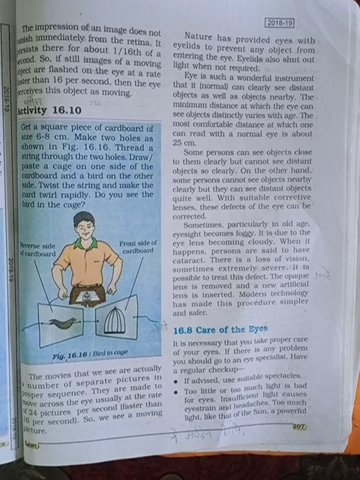 The impression of an image does not
vanish immediately from the retina. It
persists there for about 1/16th of a
second. So, if still images of a moving
object are flashed on the eye at a rate
faster than 16 per second, then the eye
perceives this object as moving.
Activity 16.10
Get a square piece of cardboard of
size 6-8 cm. Make two holes as
shown in Fig. 16.16. Thread a
string through the two holes. Draw/
paste a cage on one side of the
cardboard and a bird on the other
side. Twist the string and make the
card twirl rapidly. Do you see the
bird in the cage?
Reverse side
of cardboard
Front side of
cardboard
Fig. 16.16 : Bird in cage
The movies that we see are actually
number of separate pictures in
proper sequence. They are made to
move across the eye usually at the rate
of 24 pictures per second (faster than
16 per second). So, we see a moving
picture.
2018-19
Nature has provided eyes with
eyelids to prevent any object from
entering the eye. Eyelids also shut out
light when not required.
Eye is such a wonderful instrument
that it (normal) can clearly see distant
objects as well as objects nearby. The
minimum distance at which the eye can
see objects distinctly varies with age. The
most comfortable distance at which one
can read with a normal eye is about
25 cm.
Some persons can see objects close
to them clearly but cannot see distant
objects so clearly. On the other hand,
some persons cannot see objects nearby
clearly but they can see distant objects
quite well. With suitable corrective
lenses, these defects of the eye can be
corrected.
Sometimes, particularly in old age,
eyesight becomes foggy. It is due to the
eye lens becoming cloudy. When it
happens, persons are said to have
cataract. There is a loss of vision,
sometimes extremely severe. It is
possible to treat this defect. The opaque
lens is removed and a new artificial
lens is inserted. Modern technology
has made this procedure simpler
and safer.
16.8 Care of the Eyes
It is necessary that you take proper care
of your eyes. If there is any problem
you should go to an eye specialist. Have
a regular checkup—
• If advised, use suitable spectacles.
• Too little or too much light is bad
for eyes. Insufficient light causes
eyestrain and headaches. Too much
light, like that of the Sun, a powerful
207